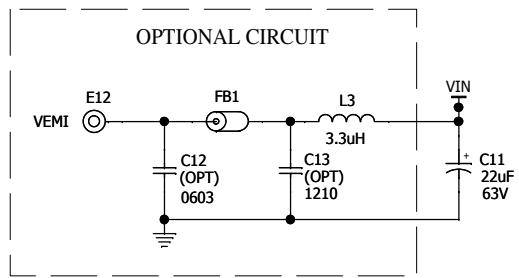 OPTIONAL CIRCUIT
VIN
E12
FB1
L3
VEMI
3.3uH
C12
(OPT)
0603
C13
(OPT)
1210
+
C11
22uF
63V